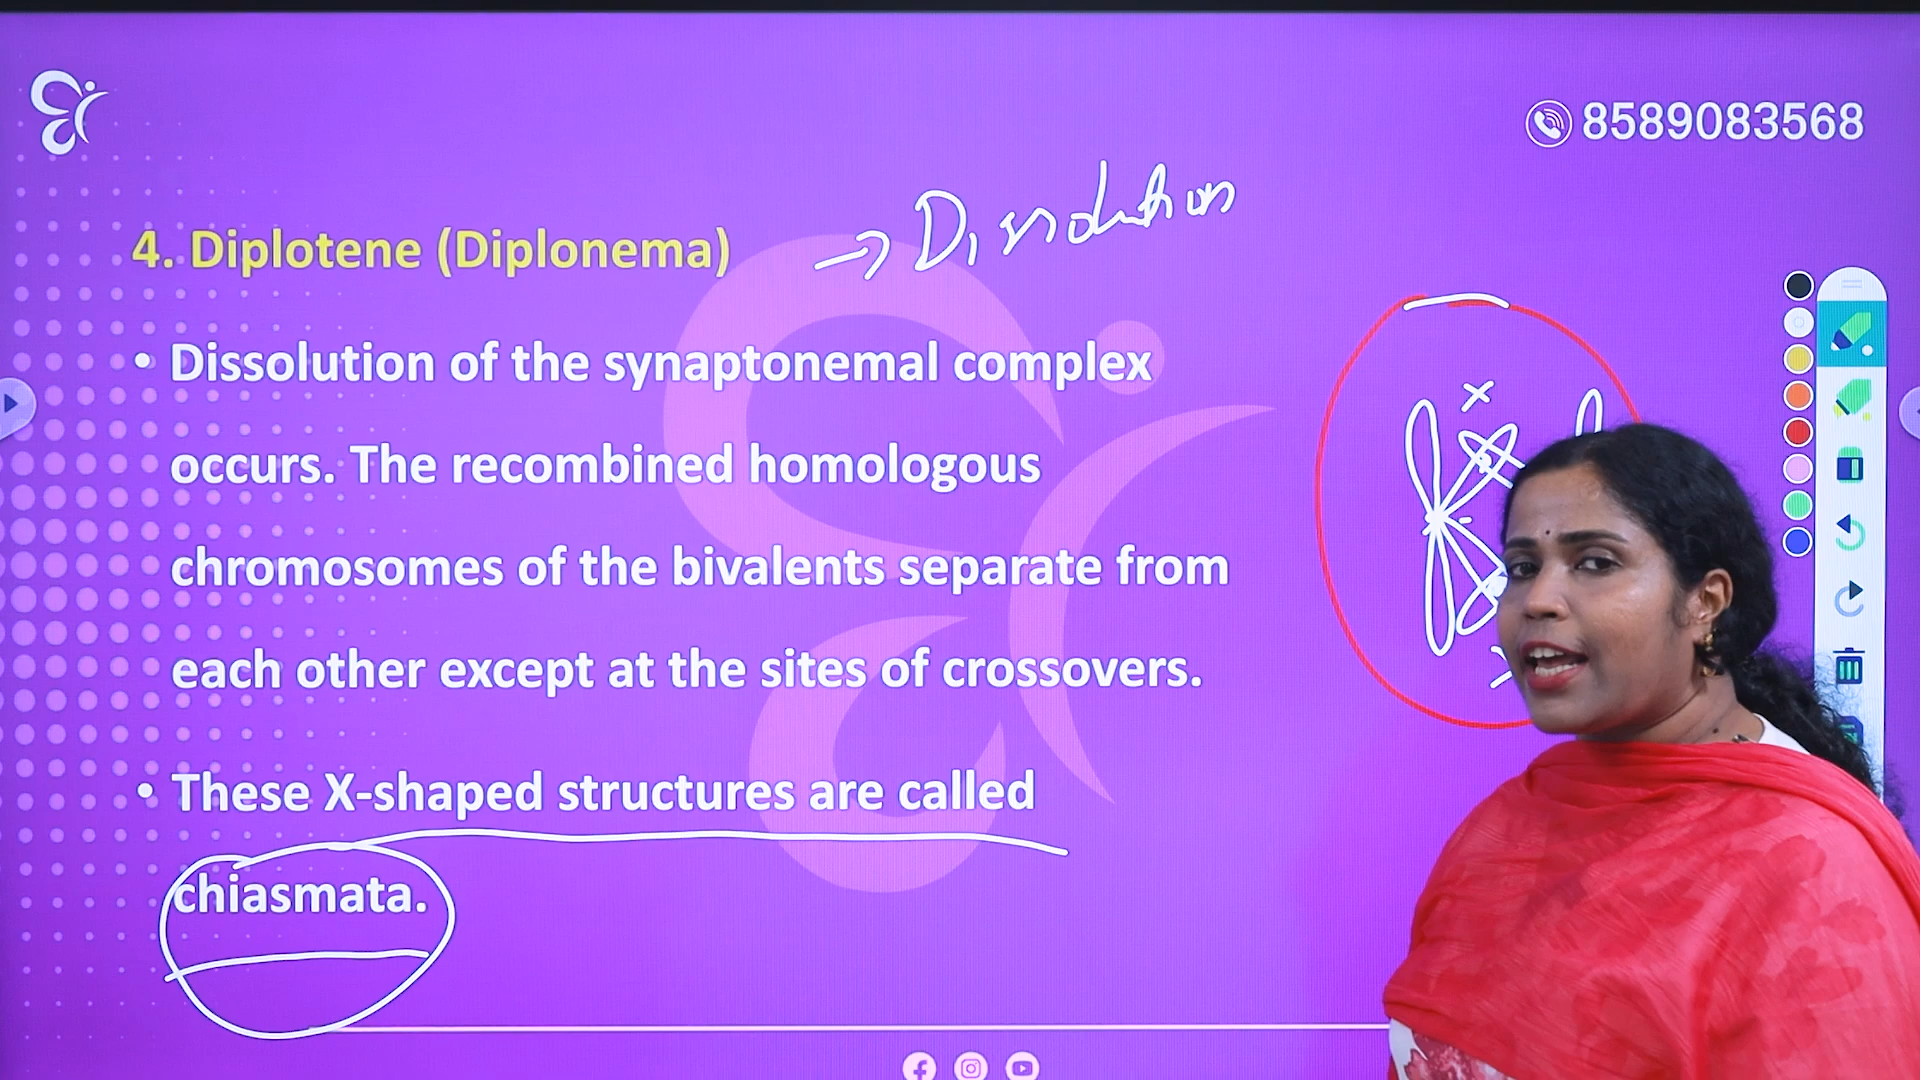 8589083568
4. Diplotene (Diplonema) → Dissolution
• Dissolution of the synaptonemal complex
occurs. The recombined homologous
chromosomes of the bivalents separate from
each other except at the sites of crossovers.
• These X-shaped structures are called
• chiasmata.